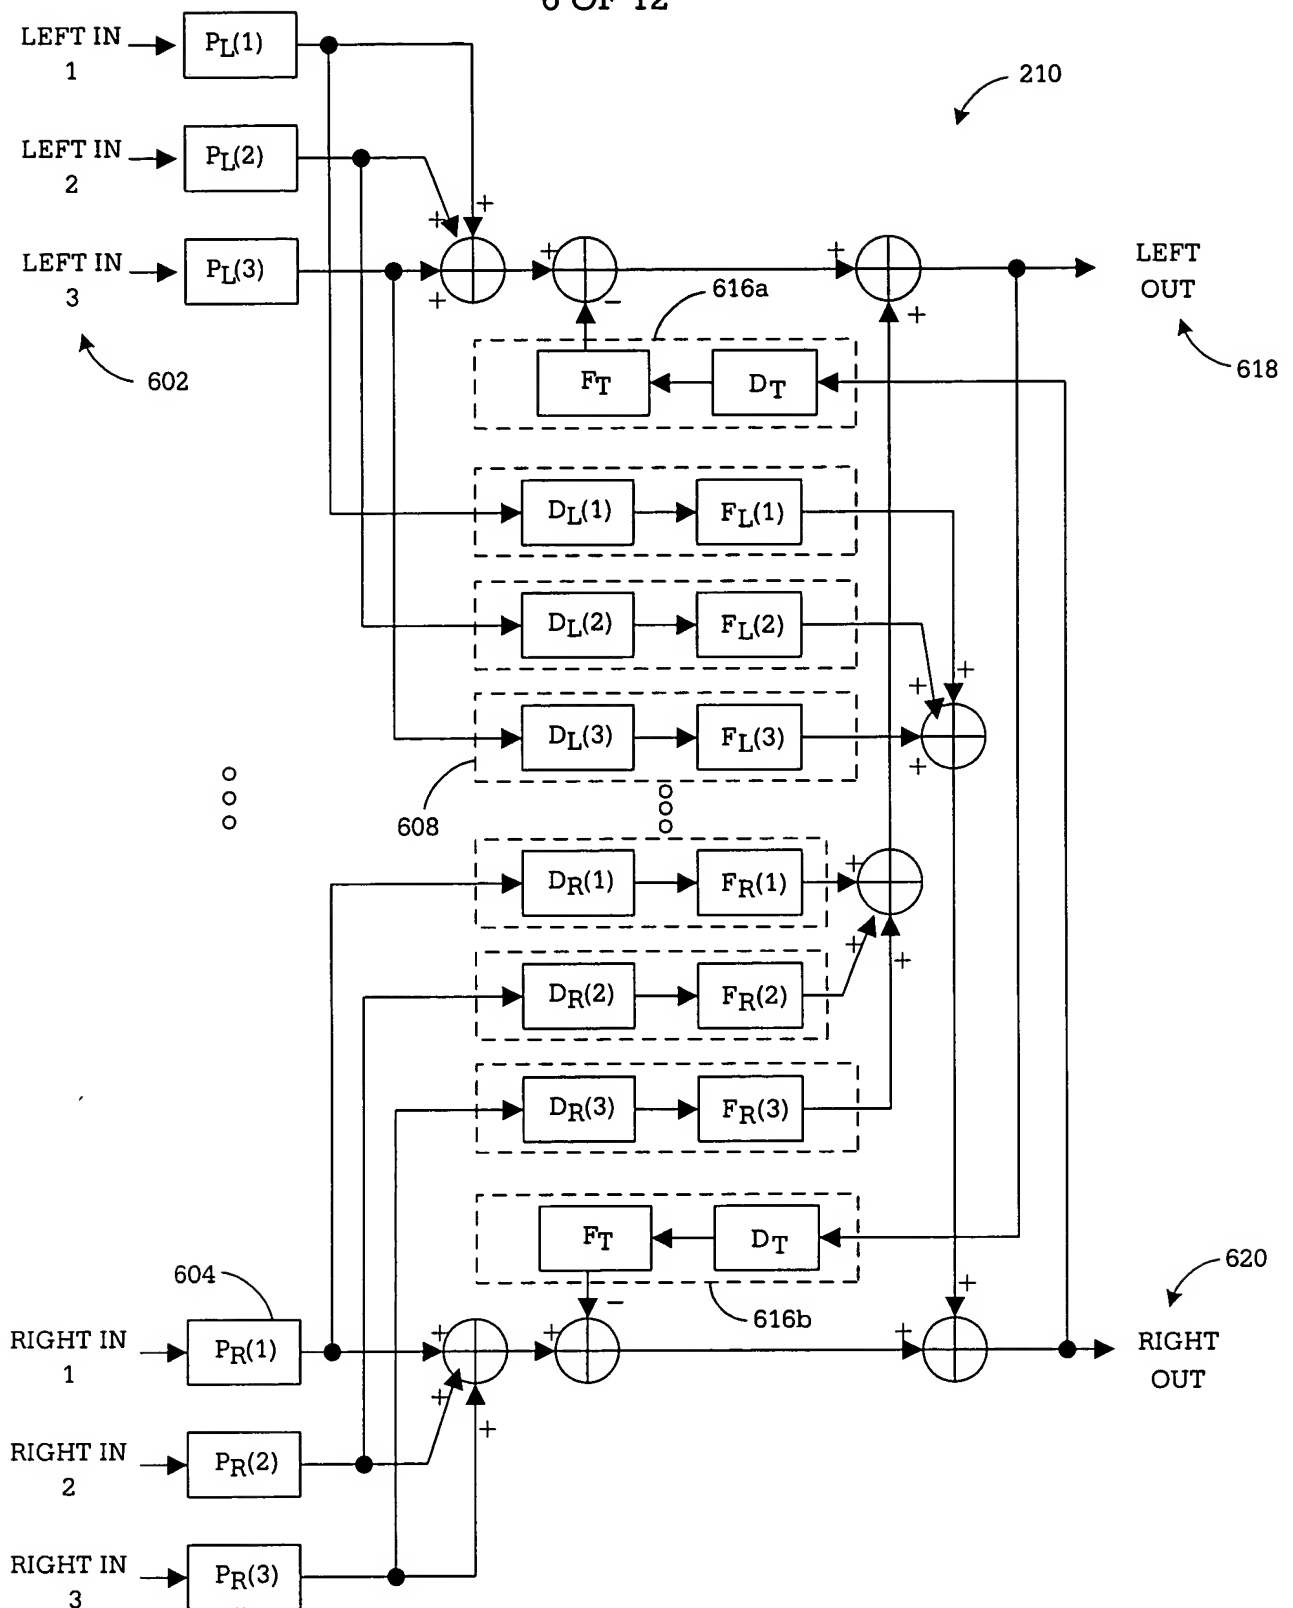 6 OF 12
LEFT IN
1
PL(1)
210
LEFT IN
2
PL(2)
+
+
LEFT IN
3
PL(3)
+
+
−
+
+
LEFT
OUT
602
616a
618
FT
DT
DL(1)
FL(1)
DL(2)
FL(2)
+
+
DL(3)
FL(3)
+
608
DR(1)
FR(1)
+
+
+
DR(2)
FR(2)
DR(3)
FR(3)
FT
DT
604
620
−
616b
+
RIGHT IN
1
PR(1)
+
+
+
RIGHT
OUT
+
+
RIGHT IN
2
PR(2)
RIGHT IN
3
PR(3)